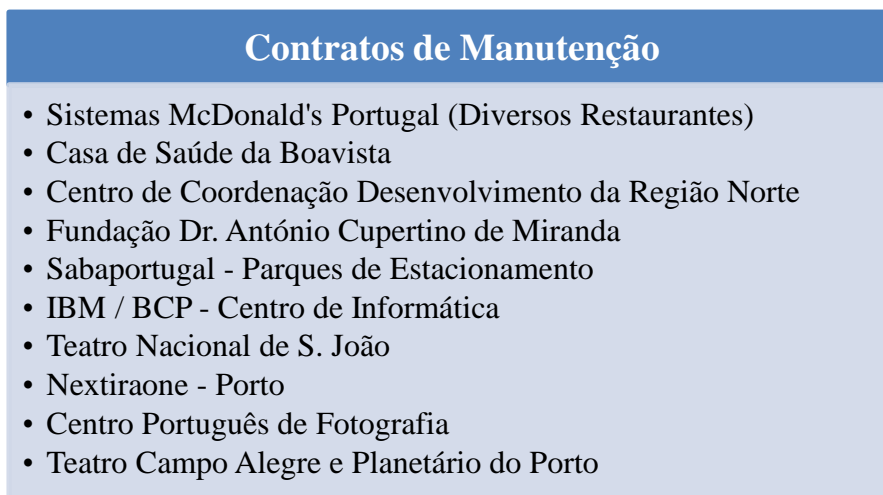 Contratos de Manutenção
• Sistemas McDonald's Portugal (Diversos Restaurantes)
• Casa de Saúde da Boavista
• Centro de Coordenação Desenvolvimento da Região Norte
• Fundação Dr. António Cupertino de Miranda
• Sabaportugal - Parques de Estacionamento
• IBM / BCP - Centro de Informática
• Teatro Nacional de S. João
• Nextiraone - Porto
• Centro Português de Fotografia
• Teatro Campo Alegre e Planetário do Porto